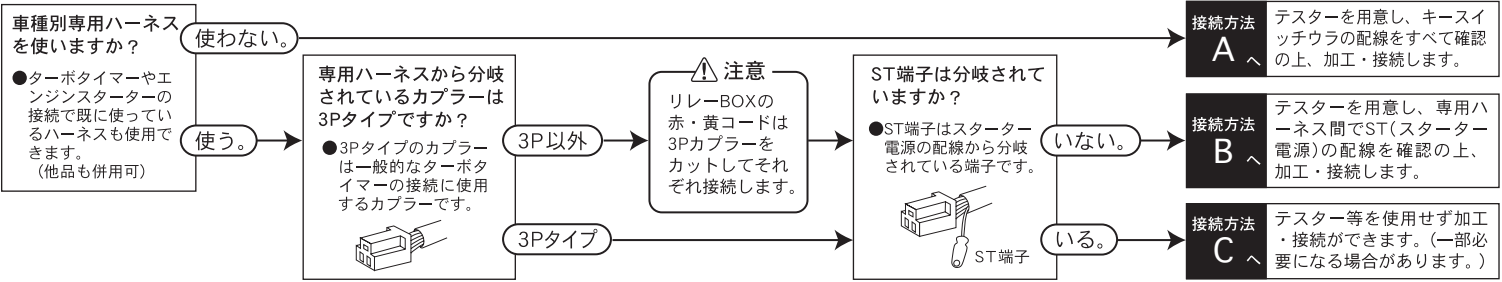 車種別専用ハーネス
を使いますか？
●ターボタイマーやエ
ンジンスターターの
接続で既に使ってい
るハーネスも使用で
きます。
（他品も併用可）
使わない。
使う。
専用ハーネスから分岐
されているカプラーは
3Pタイプですか？
●3Pタイプのカプラー
は一般的なターボタ
イマーの接続に使用
するカプラーです。
3P以外
3Pタイプ
注意
リレーBOXの
赤・黄コードは
3Pカプラーを
カットしてそれ
ぞれ接続します。
ST端子は分岐されて
いますか？
●ST端子はスターター
電源の配線から分岐
されている端子です。
ST端子
いない。
いる。
接続方法
A へ
テスターを用意し、キースイ
ッチウラの配線をすべて確認
の上、加工・接続します。
接続方法
B へ
テスターを用意し、専用ハ
ーネス間でST（スターター
電源）の配線を確認の上、
加工・接続します。
接続方法
C へ
テスター等を使用せず加工
・接続ができます。（一部必
要になる場合があります。）